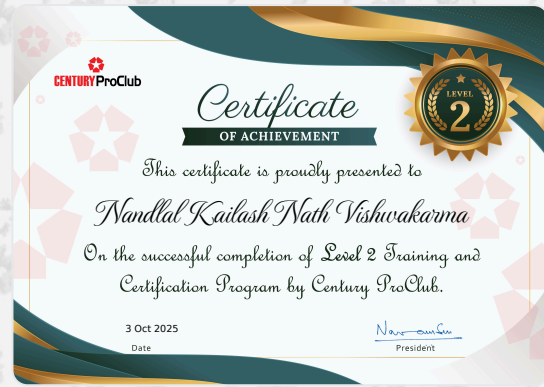 CENTURY ProClub
Certificate
OF ACHIEVEMENT
LEVEL
2
This certificate is proudly presented to
Nandlal Kailash Nath Vishwakarma
On the successful completion of Level 2 Training and
Certification Program by Century ProClub.
3 Oct 2025
Date
President